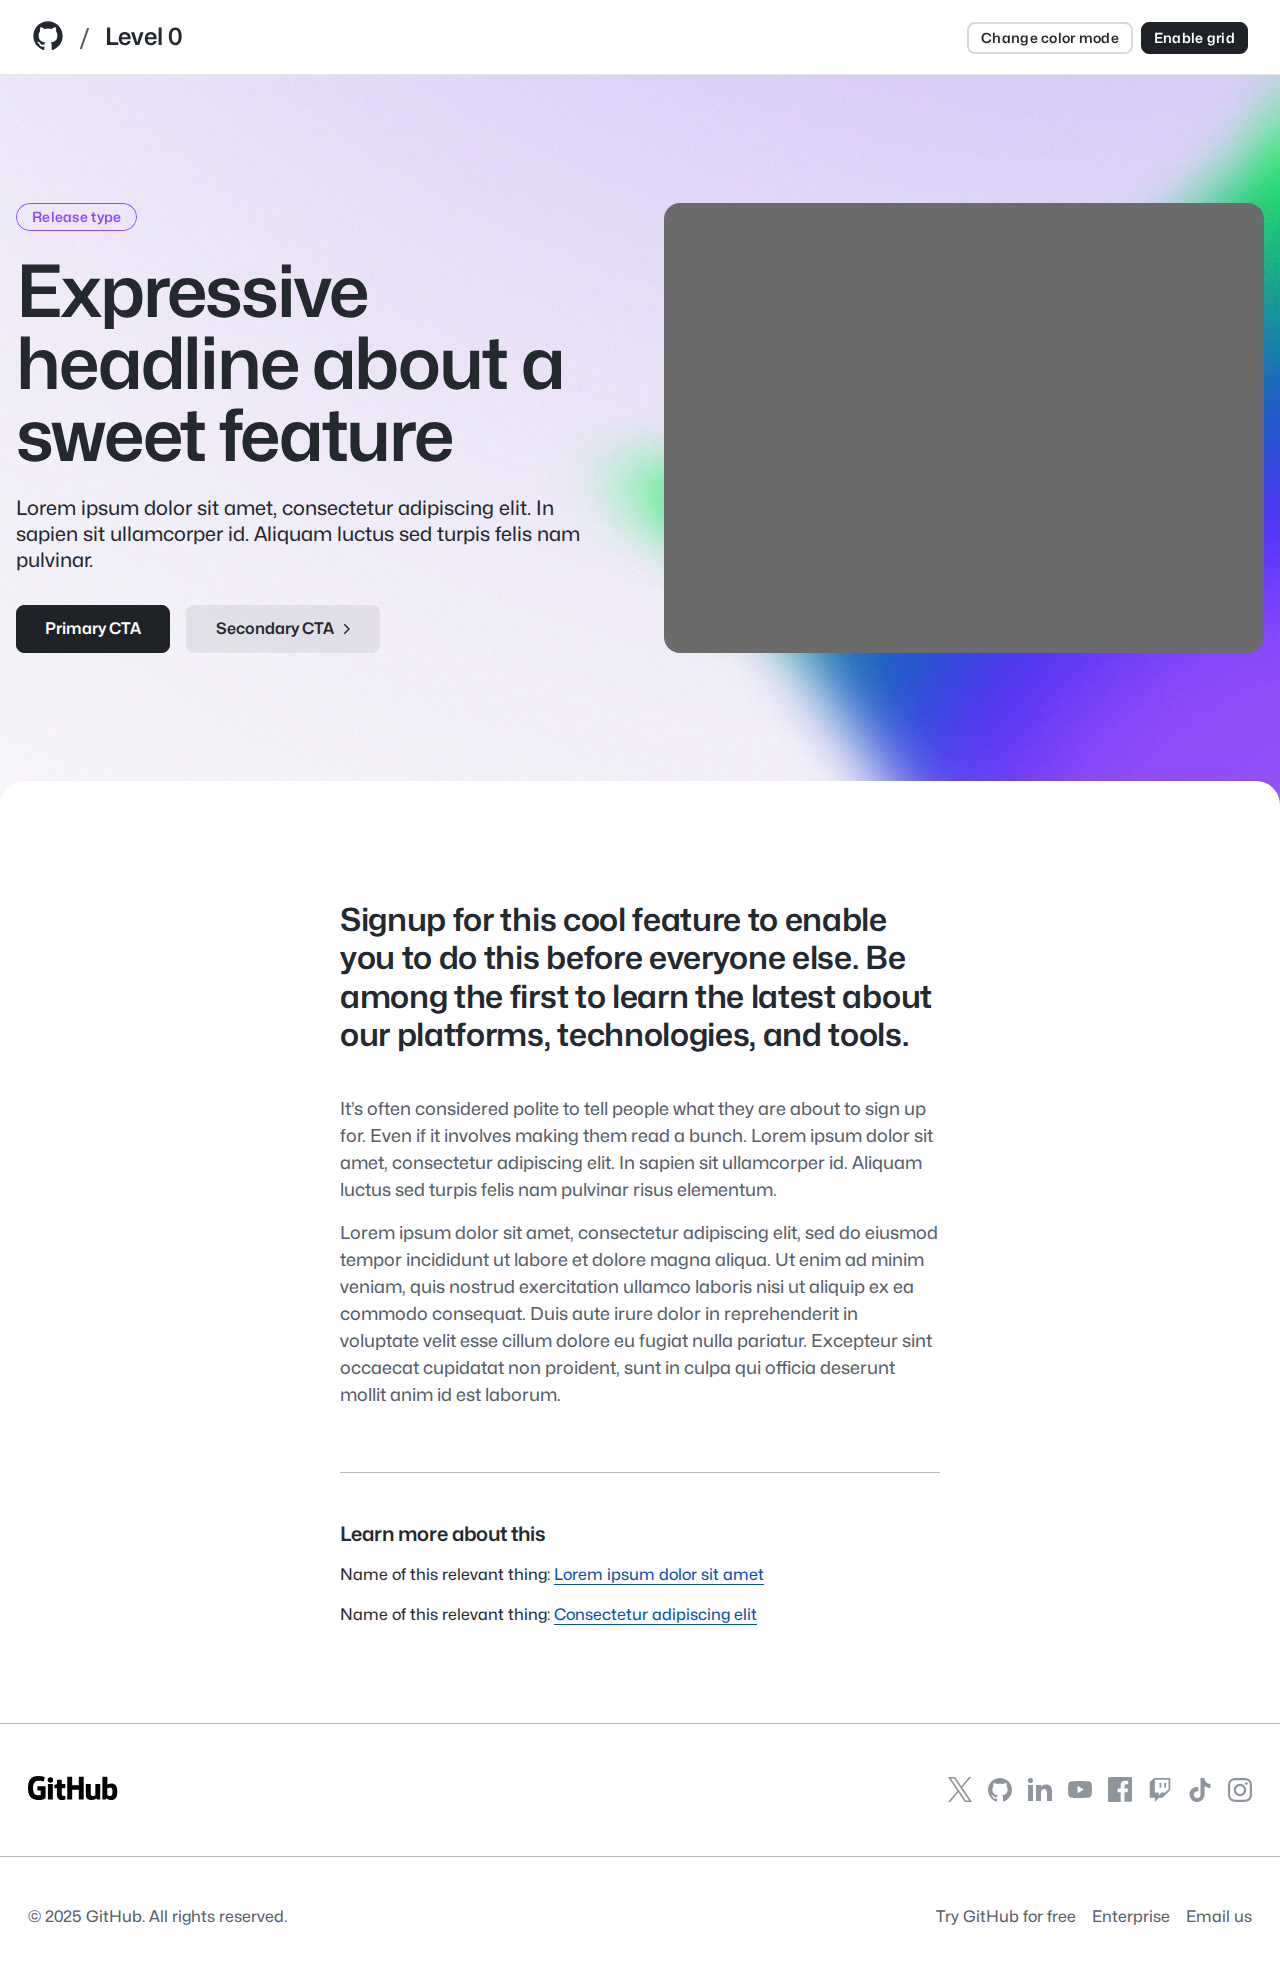 / Level 0
Change color mode
Enable grid
Release type
Expressive
headline about a
sweet feature
Lorem ipsum dolor sit amet, consectetur adipiscing elit. In
sapien sit ullamcorper id. Aliquam luctus sed turpis felis nam
pulvinar.
Primary CTA
Secondary CTA
Signup for this cool feature to enable
you to do this before everyone else. Be
among the first to learn the latest about
our platforms, technologies, and tools.
It’s often considered polite to tell people what they are about to sign up
for. Even if it involves making them read a bunch. Lorem ipsum dolor sit
amet, consectetur adipiscing elit. In sapien sit ullamcorper id. Aliquam
luctus sed turpis felis nam pulvinar risus elementum.
Lorem ipsum dolor sit amet, consectetur adipiscing elit, sed do eiusmod
tempor incididunt ut labore et dolore magna aliqua. Ut enim ad minim
veniam, quis nostrud exercitation ullamco laboris nisi ut aliquip ex ea
commodo consequat. Duis aute irure dolor in reprehenderit in
voluptate velit esse cillum dolore eu fugiat nulla pariatur. Excepteur sint
occaecat cupidatat non proident, sunt in culpa qui officia deserunt
mollit anim id est laborum.
Learn more about this
Name of this relevant thing: Lorem ipsum dolor sit amet
Name of this relevant thing: Consectetur adipiscing elit
GitHub
© 2025 GitHub. All rights reserved.
Try GitHub for free
Enterprise
Email us